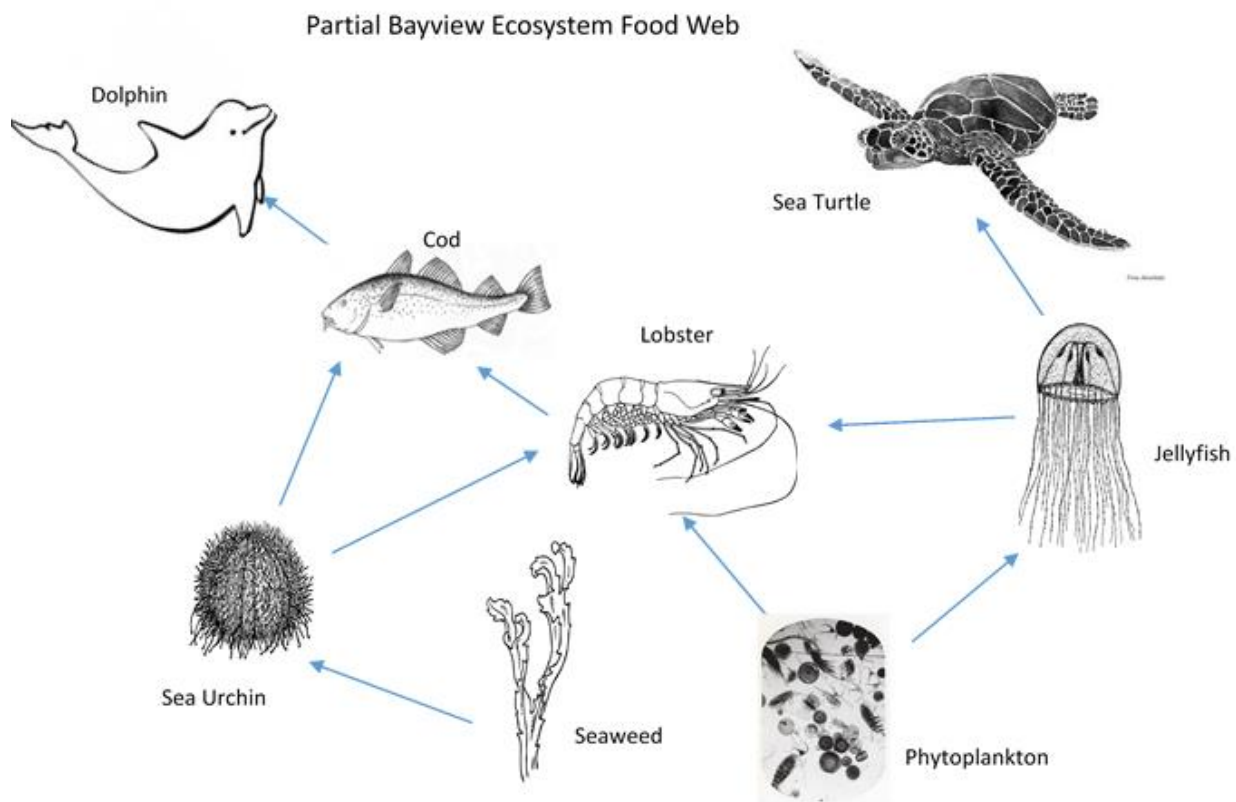 Partial Bayview Ecosystem Food Web
Dolphin
Sea Turtle
Cod
Lobster
Jellyfish
Sea Urchin
Seaweed
Phytoplankton